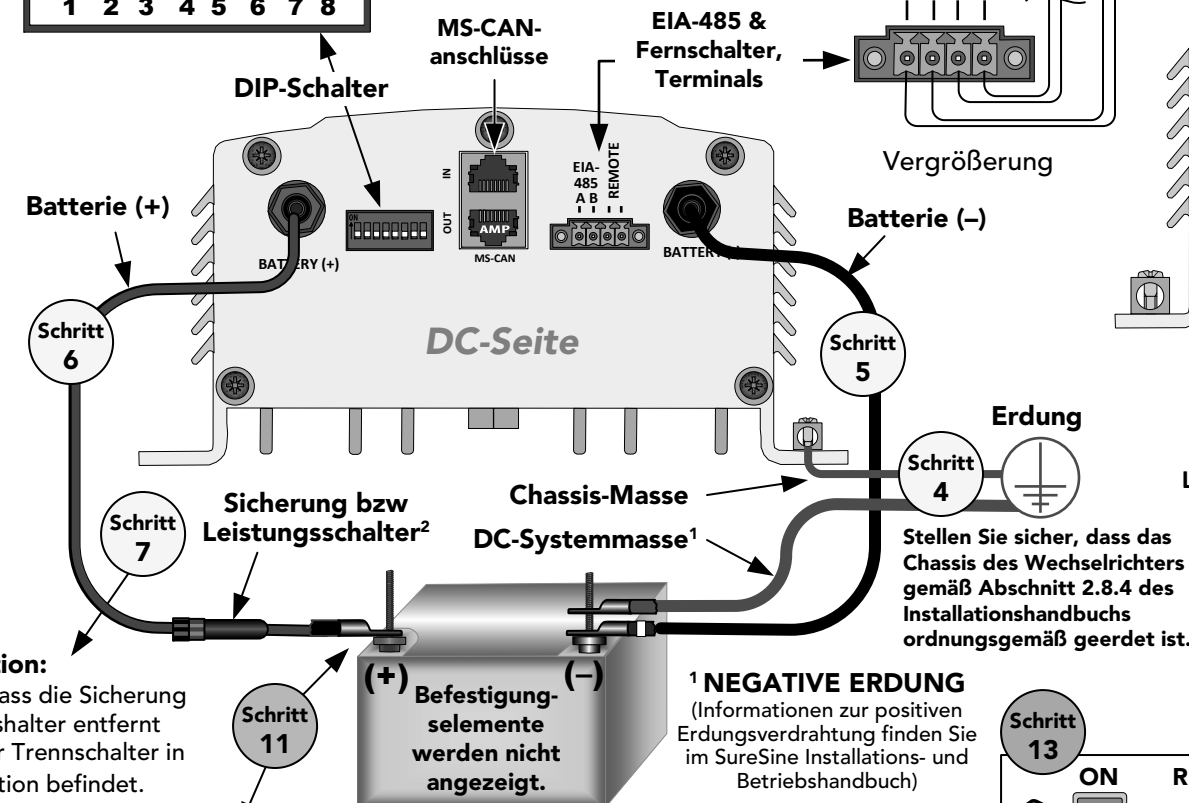 1 2 3 4 5 6 7 8
DIP-Schalter
MS-CAN-
anschlüsse
EIA-485 &
Fernschalter,
Terminals
Vergrößerung
Batterie (+)
Batterie (–)
ON
IN
OUT
AMP
MS-CAN
EIA-
485
A B
REMOTE
BATTERY (+)
BATTERY
DC-Seite
Schritt
6
Schritt
5
Erdung
Schritt
4
Chassis-Masse
DC-Systemmasse¹
Stellen Sie sicher, dass das
Chassis des Wechselrichters
gemäß Abschnitt 2.8.4 des
Installationshandbuchs
ordnungsgemäß geerdet ist.
Schritt
7
Sicherung bzw
Leistungsschalter²
tion:
ass die Sicherung
shalter entfernt
r Trennschalter in
tion befindet.
Schritt
11
(+)
(–)
Befestigung-
selemente
werden nicht
angezeigt.
¹ NEGATIVE ERDUNG
(Informationen zur positiven
Erdungsverdrahtung finden Sie
im SureSine Installations- und
Betriebshandbuch)
Schritt
13
ON R
L